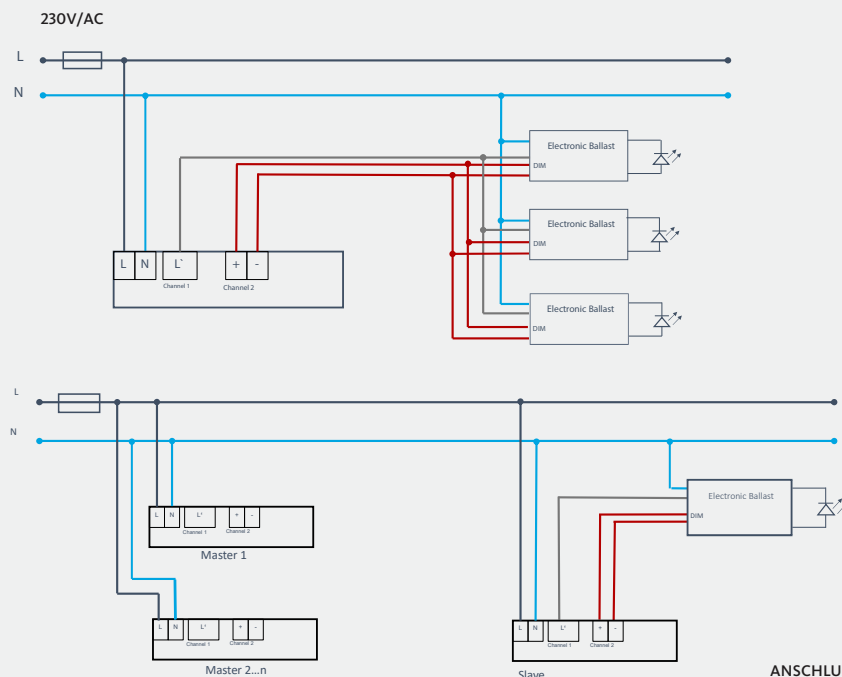 230V/AC
L
N
Electronic Ballast
DIM
Electronic Ballast
DIM
L N L` + -
Channel 1 Channel 2
Electronic Ballast
DIM
L
N
Electronic Ballast
DIM
L N L' + -
Channel 1 Channel 2
Master 1
L N L' + -
Channel 1 Channel 2
Master 2...n
L N L' + -
Channel 1 Channel 2
Slave
ANSCHLU